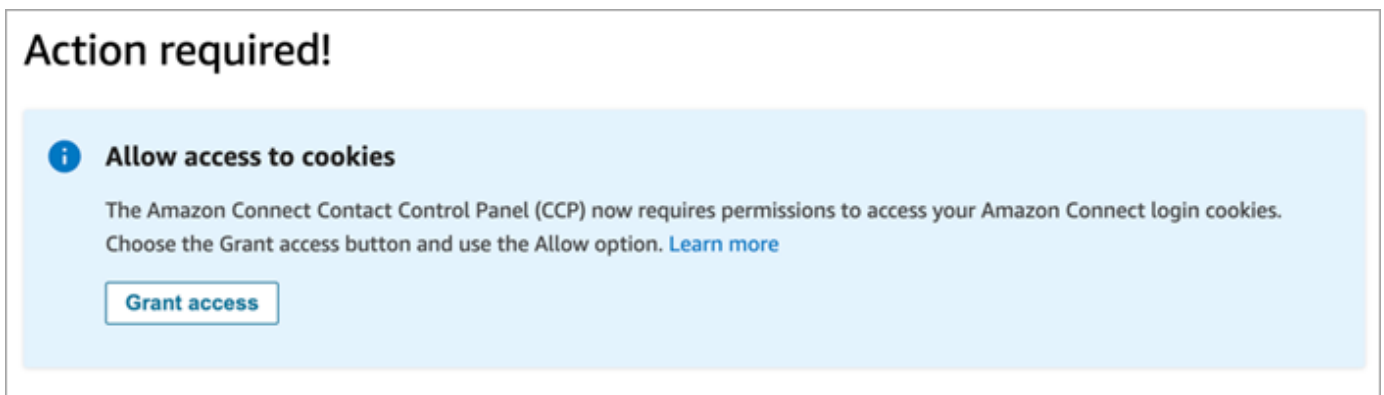 Action required!
Allow access to cookies
The Amazon Connect Contact Control Panel (CCP) now requires permissions to access your Amazon Connect login cookies.
Choose the Grant access button and use the Allow option. Learn more
Grant access